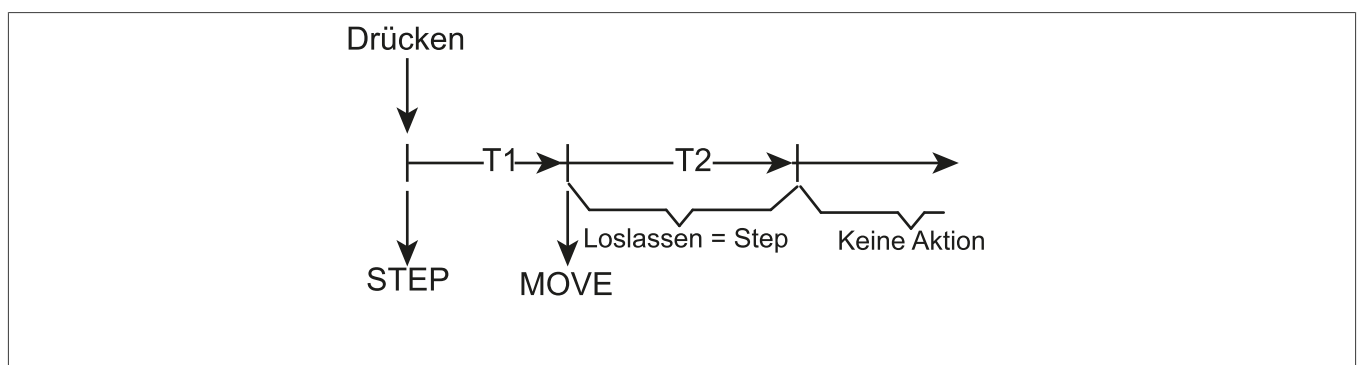 Drücken
T1 T2
Loslassen = Step Keine Aktion
STEP MOVE